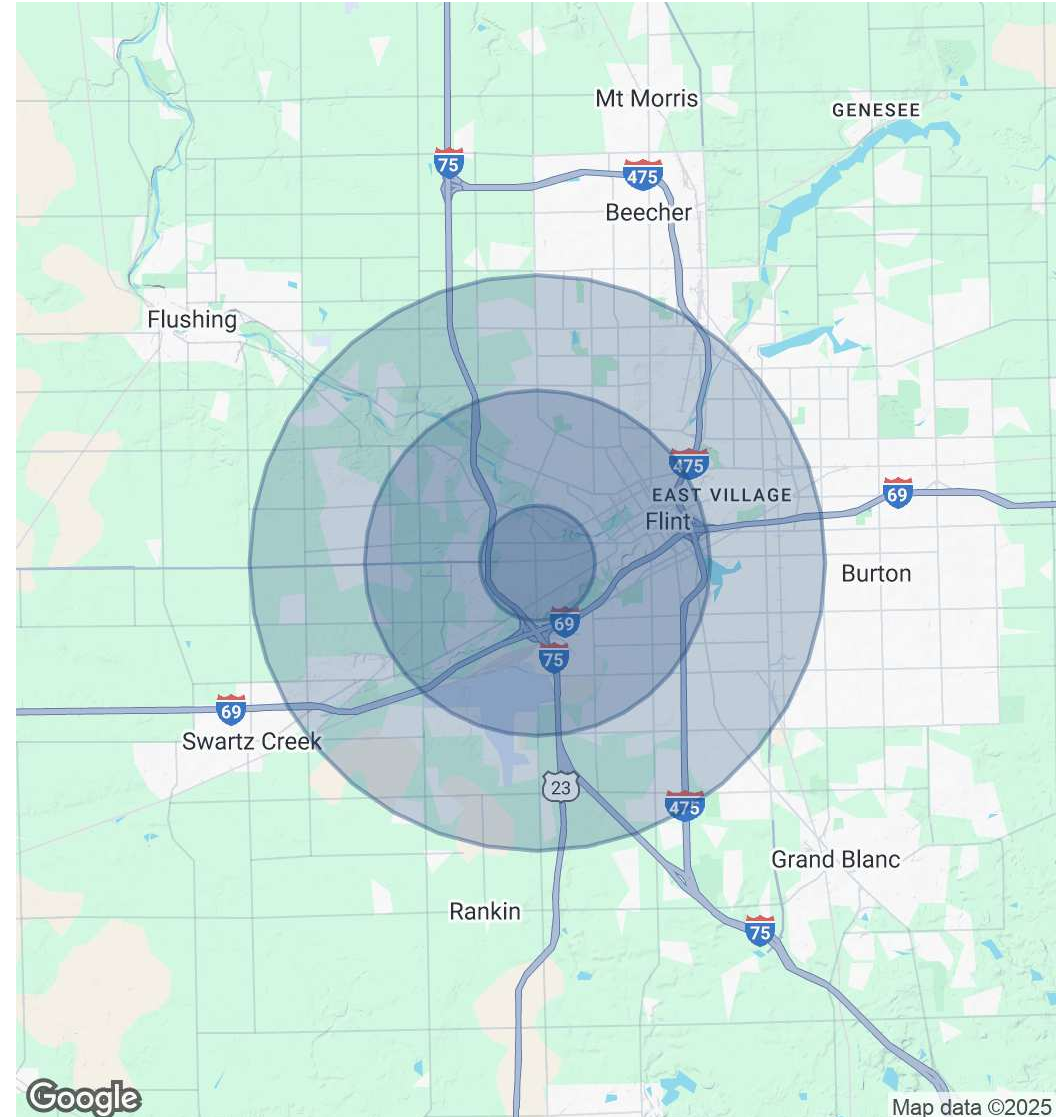 Mt Morris
GENESEE
75
475
Beecher
Flushing
475
EAST VILLAGE
69
Flint
Burton
69
75
69
Swartz Creek
23
475
Grand Blanc
Rankin
75
Google
Map data ©2025